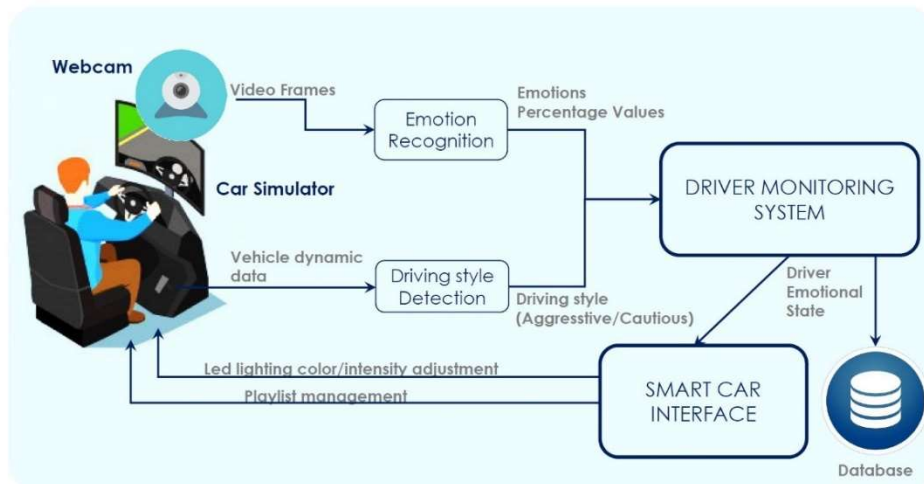 Webcam
Video Frames
Emotion
Recognition
Emotions
Percentage Values
Car Simulator
DRIVER MONITORING
SYSTEM
Vehicle dynamic
data
Driving style
Detection
Driving style
(Aggresstive/Cautious)
Driver
Emotional
State
Led lighting color/intensity adjustment
Playlist management
SMART CAR
INTERFACE
Database